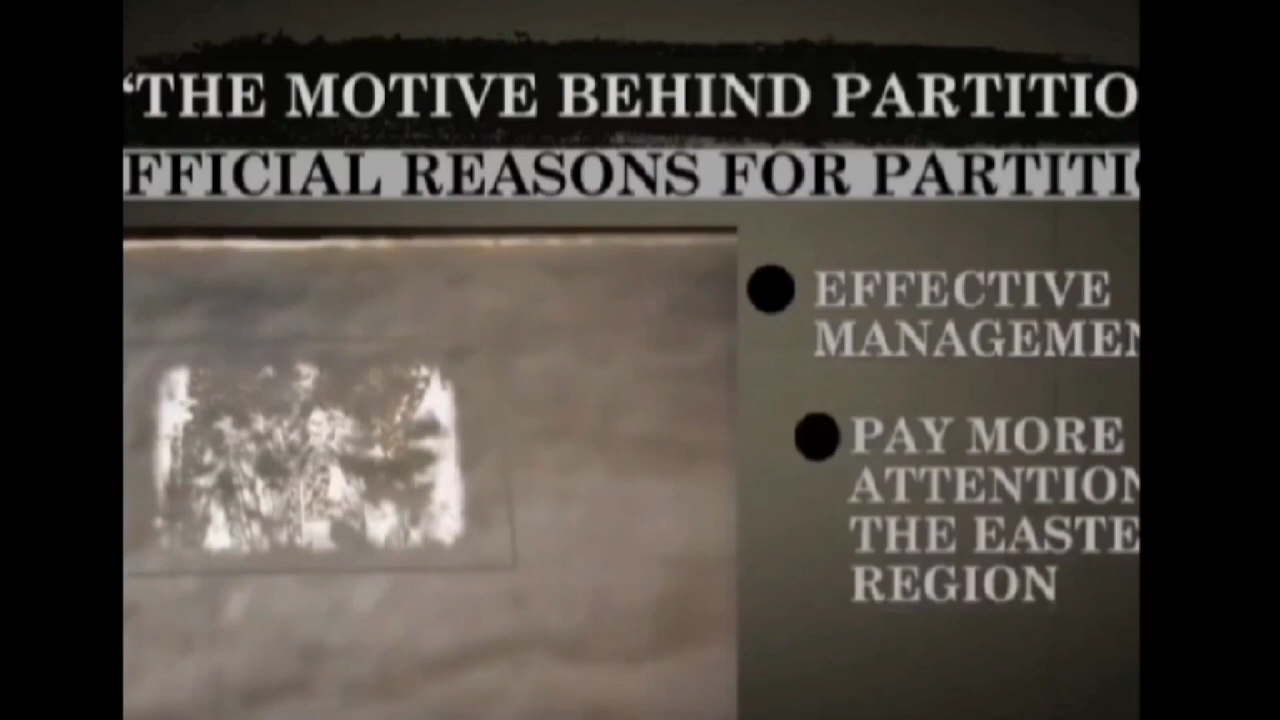 ‘THE MOTIVE BEHIND PARTITIO
FFICIAL REASONS FOR PARTITI
EFFECTIVE
MANAGEMEN
PAY MORE
ATTENTION
THE EASTE
REGION